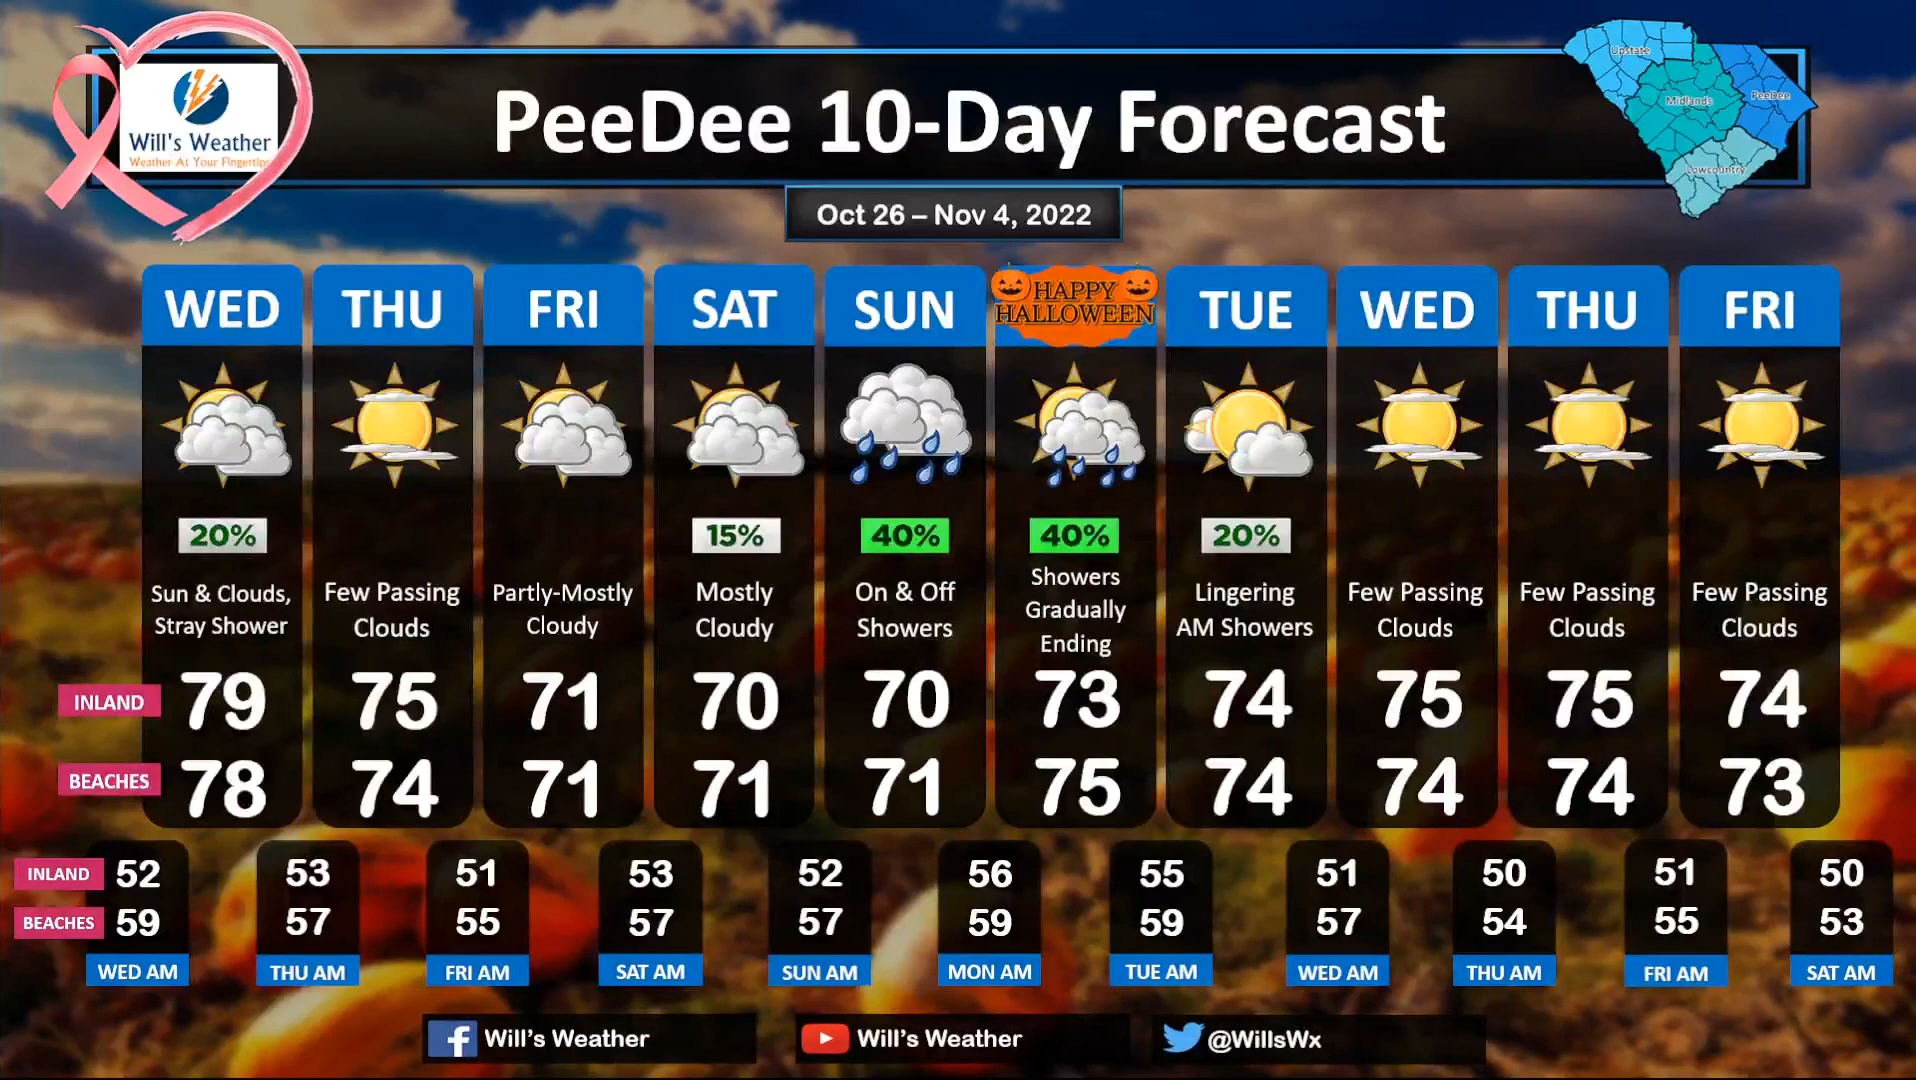 Will's Weather
Weather At Your Fingertips
PeeDee 10-Day Forecast
Upstate
Midlands
PeeDee
Lowcountry
Oct 26 – Nov 4, 2022
WED THU FRI SAT SUN HAPPY HALLOWEEN TUE WED THU FRI
20% 15% 40% 40% 20%
Sun & Clouds,
Stray Shower
Few Passing
Clouds
Partly-Mostly
Cloudy
Mostly
Cloudy
On & Off
Showers
Showers
Gradually
Ending
Lingering
AM Showers
Few Passing
Clouds
Few Passing
Clouds
Few Passing
Clouds
INLAND 79 75 71 70 70 73 74 75 75 74
BEACHES 78 74 71 71 71 75 74 74 74 73
INLAND 52 53 51 53 52 56 55 51 50 51 50
BEACHES 59 57 55 57 57 59 59 57 54 55 53
WED AM THU AM FRI AM SAT AM SUN AM MON AM TUE AM WED AM THU AM FRI AM SAT AM
f Will's Weather
Will's Weather
@WillsWx